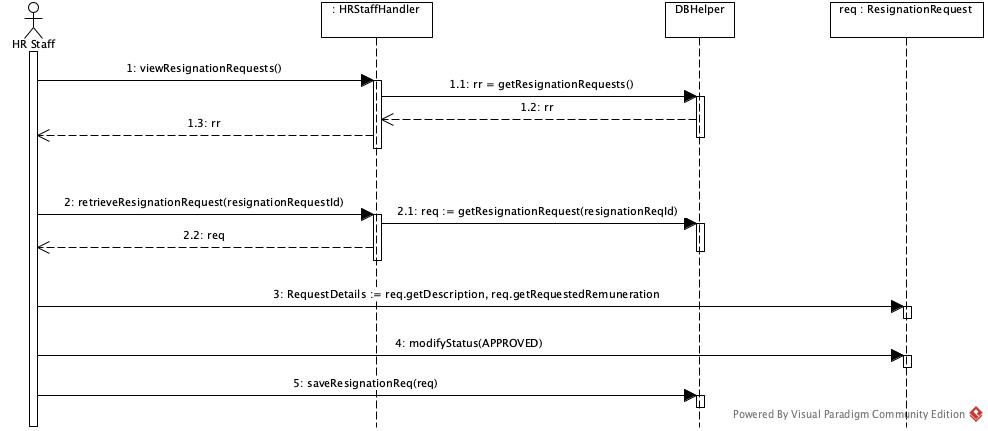 : HRStaffHandler
DBHelper
req : ResignationRequest
HR Staff
1: viewResignationRequests()
1.1: rr = getResignationRequests()
1.2: rr
1.3: rr
2: retrieveResignationRequest(resignationRequestId)
2.1: req := getResignationRequest(resignationReqId)
2.2: req
3: RequestDetails := req.getDescription, req.getRequestedRemuneration
4: modifyStatus(APPROVED)
5: saveResignationReq(req)
Powered By Visual Paradigm Community Edition